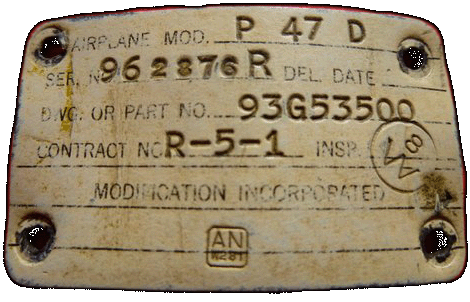 AIRPLANE MOD. P 47 D
SER. NO 962876R DEL. DATE
DWG. OR PART NO. 93G53500
CONTRACT NO. R-5-1 INSP. 8 M
MODIFICATION INCORPORATED
AN